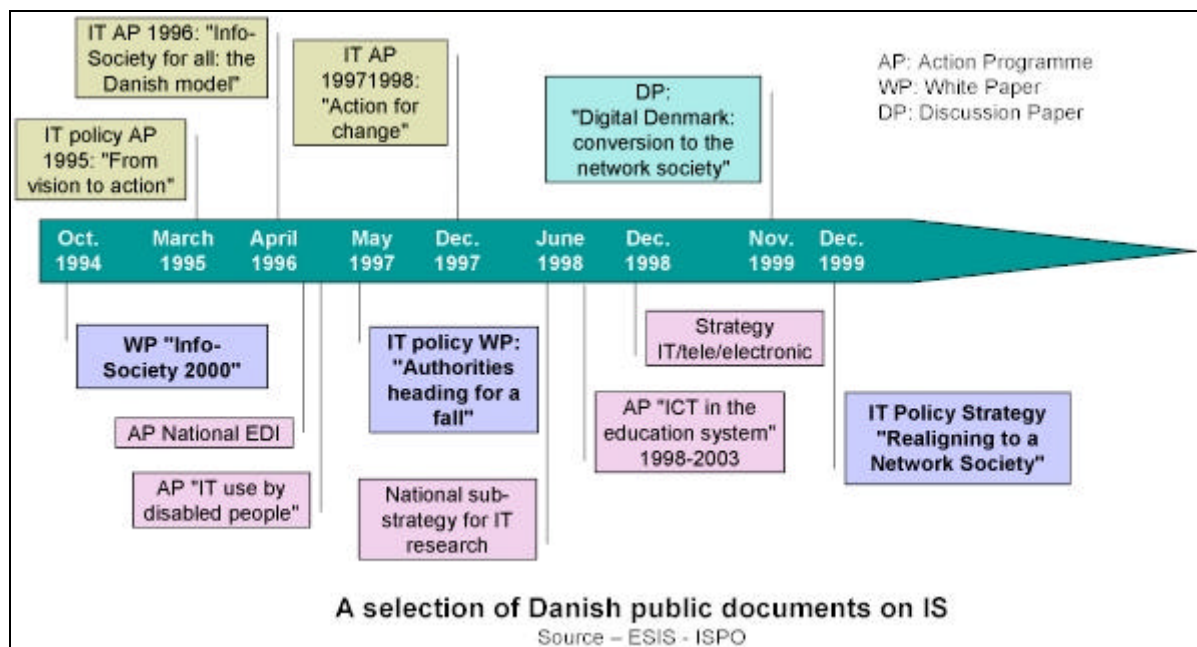 IT AP 1996: "Info-
Society for all: the
Danish model"
IT AP
19971998:
"Action for
change"
DP:
"Digital Denmark:
conversion to the
network society"
AP: Action Programme
WP: White Paper
DP: Discussion Paper
IT policy AP
1995: "From
vision to action"
Oct.
1994
March
1995
April
1996
May
1997
Dec.
1997
June
1998
Dec.
1998
Nov.
1999
Dec.
1999
WP "Info-
Society 2000"
IT policy WP:
"Authorities
heading for a
fall"
Strategy
IT/tele/electronic
AP National EDI
AP "ICT in the
education system"
1998-2003
IT Policy Strategy
"Realigning to a
Network Society"
AP "IT use by
disabled people"
National sub-
strategy for IT
research
A selection of Danish public documents on IS
Source – ESIS - ISPO